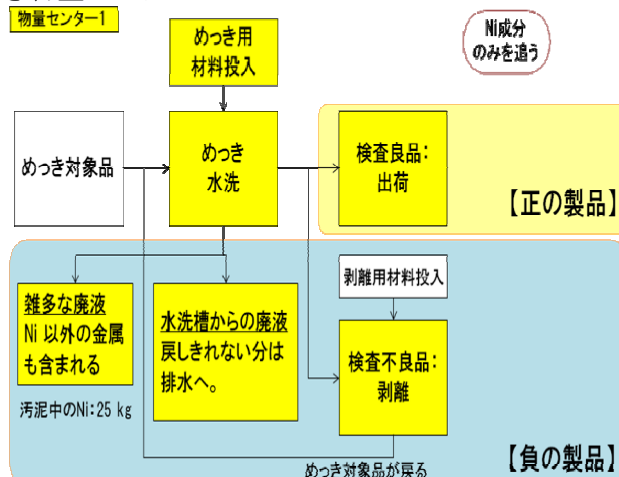 物量センター1
めっき用
材料投入
Ni成分
のみを追う
めっき対象品
めっき
水洗
検査良品:
出荷
【正の製品】
剥離用材料投入
雑多な廃液
Ni 以外の金属
も含まれる
水洗槽からの廃液
戻しきれない分は
排水へ。
検査不良品:
剥離
汚泥中のNi:25 kg
【負の製品】
めっき対象品が戻る